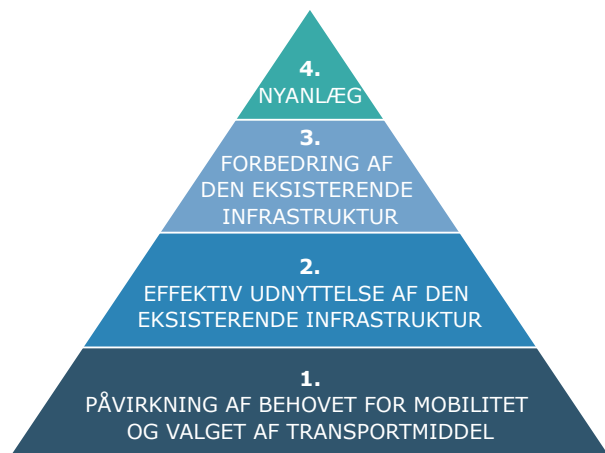 4.
NYANLÆG
3.
FORBEDRING AF
DEN EKSISTERENDE
INFRASTRUKTUR
2.
EFFEKTIV UDNYTTELSE AF DEN
EKSISTERENDE INFRASTRUKTUR
1.
PÅVIRKNING AF BEHOVET FOR MOBILITET
OG VALGET AF TRANSPORTMIDDEL